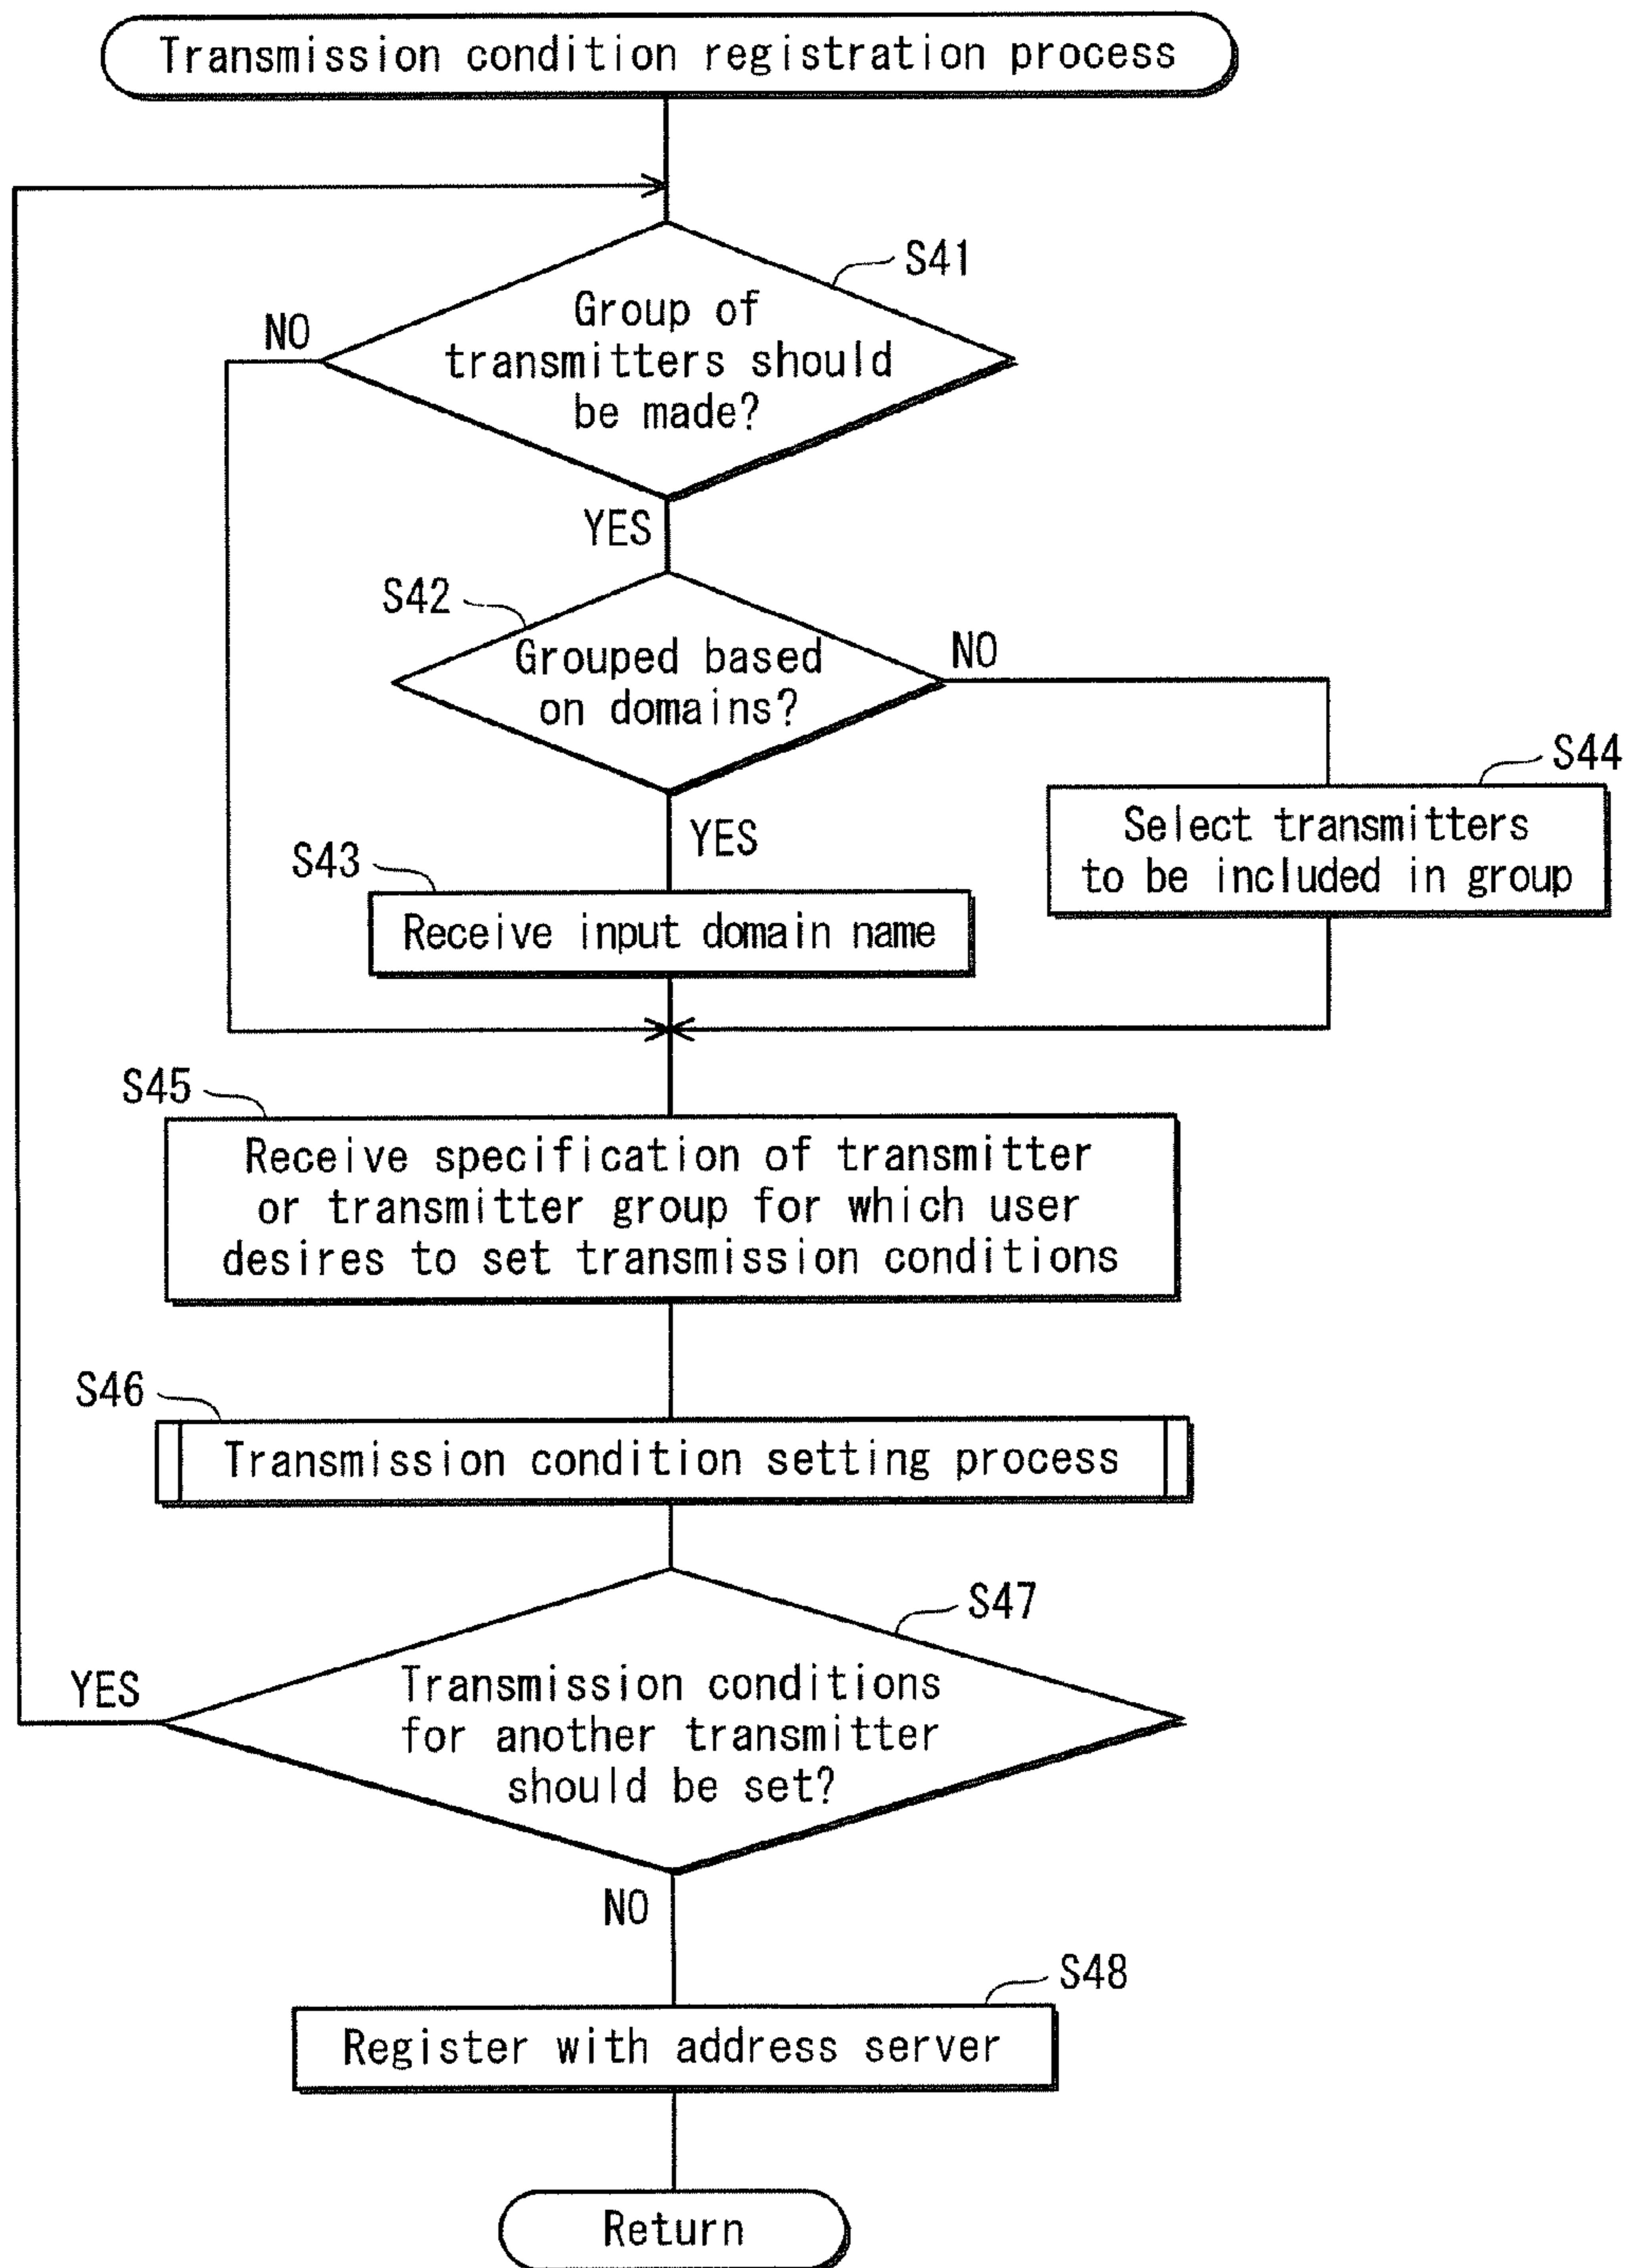 Transmission condition registration process
S41
NO
Group of
transmitters should
be made?
YES
S42
Grouped based
on domains?
NO
S44
Select transmitters
to be included in group
YES
S43
Receive input domain name
S45
Receive specification of transmitter
or transmitter group for which user
desires to set transmission conditions
S46
Transmission condition setting process
S47
YES
Transmission conditions
for another transmitter
should be set?
NO
S48
Register with address server
Return